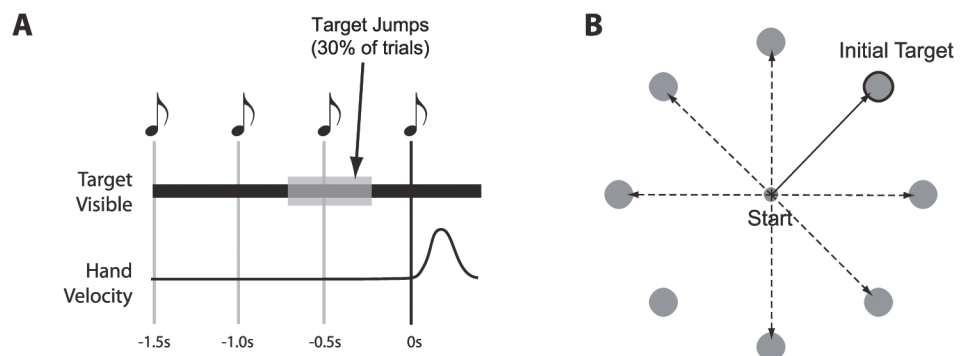 A
Target Jumps
(30% of trials)
Target
Visible
Hand
Velocity
-1.5s
-1.0s
-0.5s
0s
B
Initial Target
Start